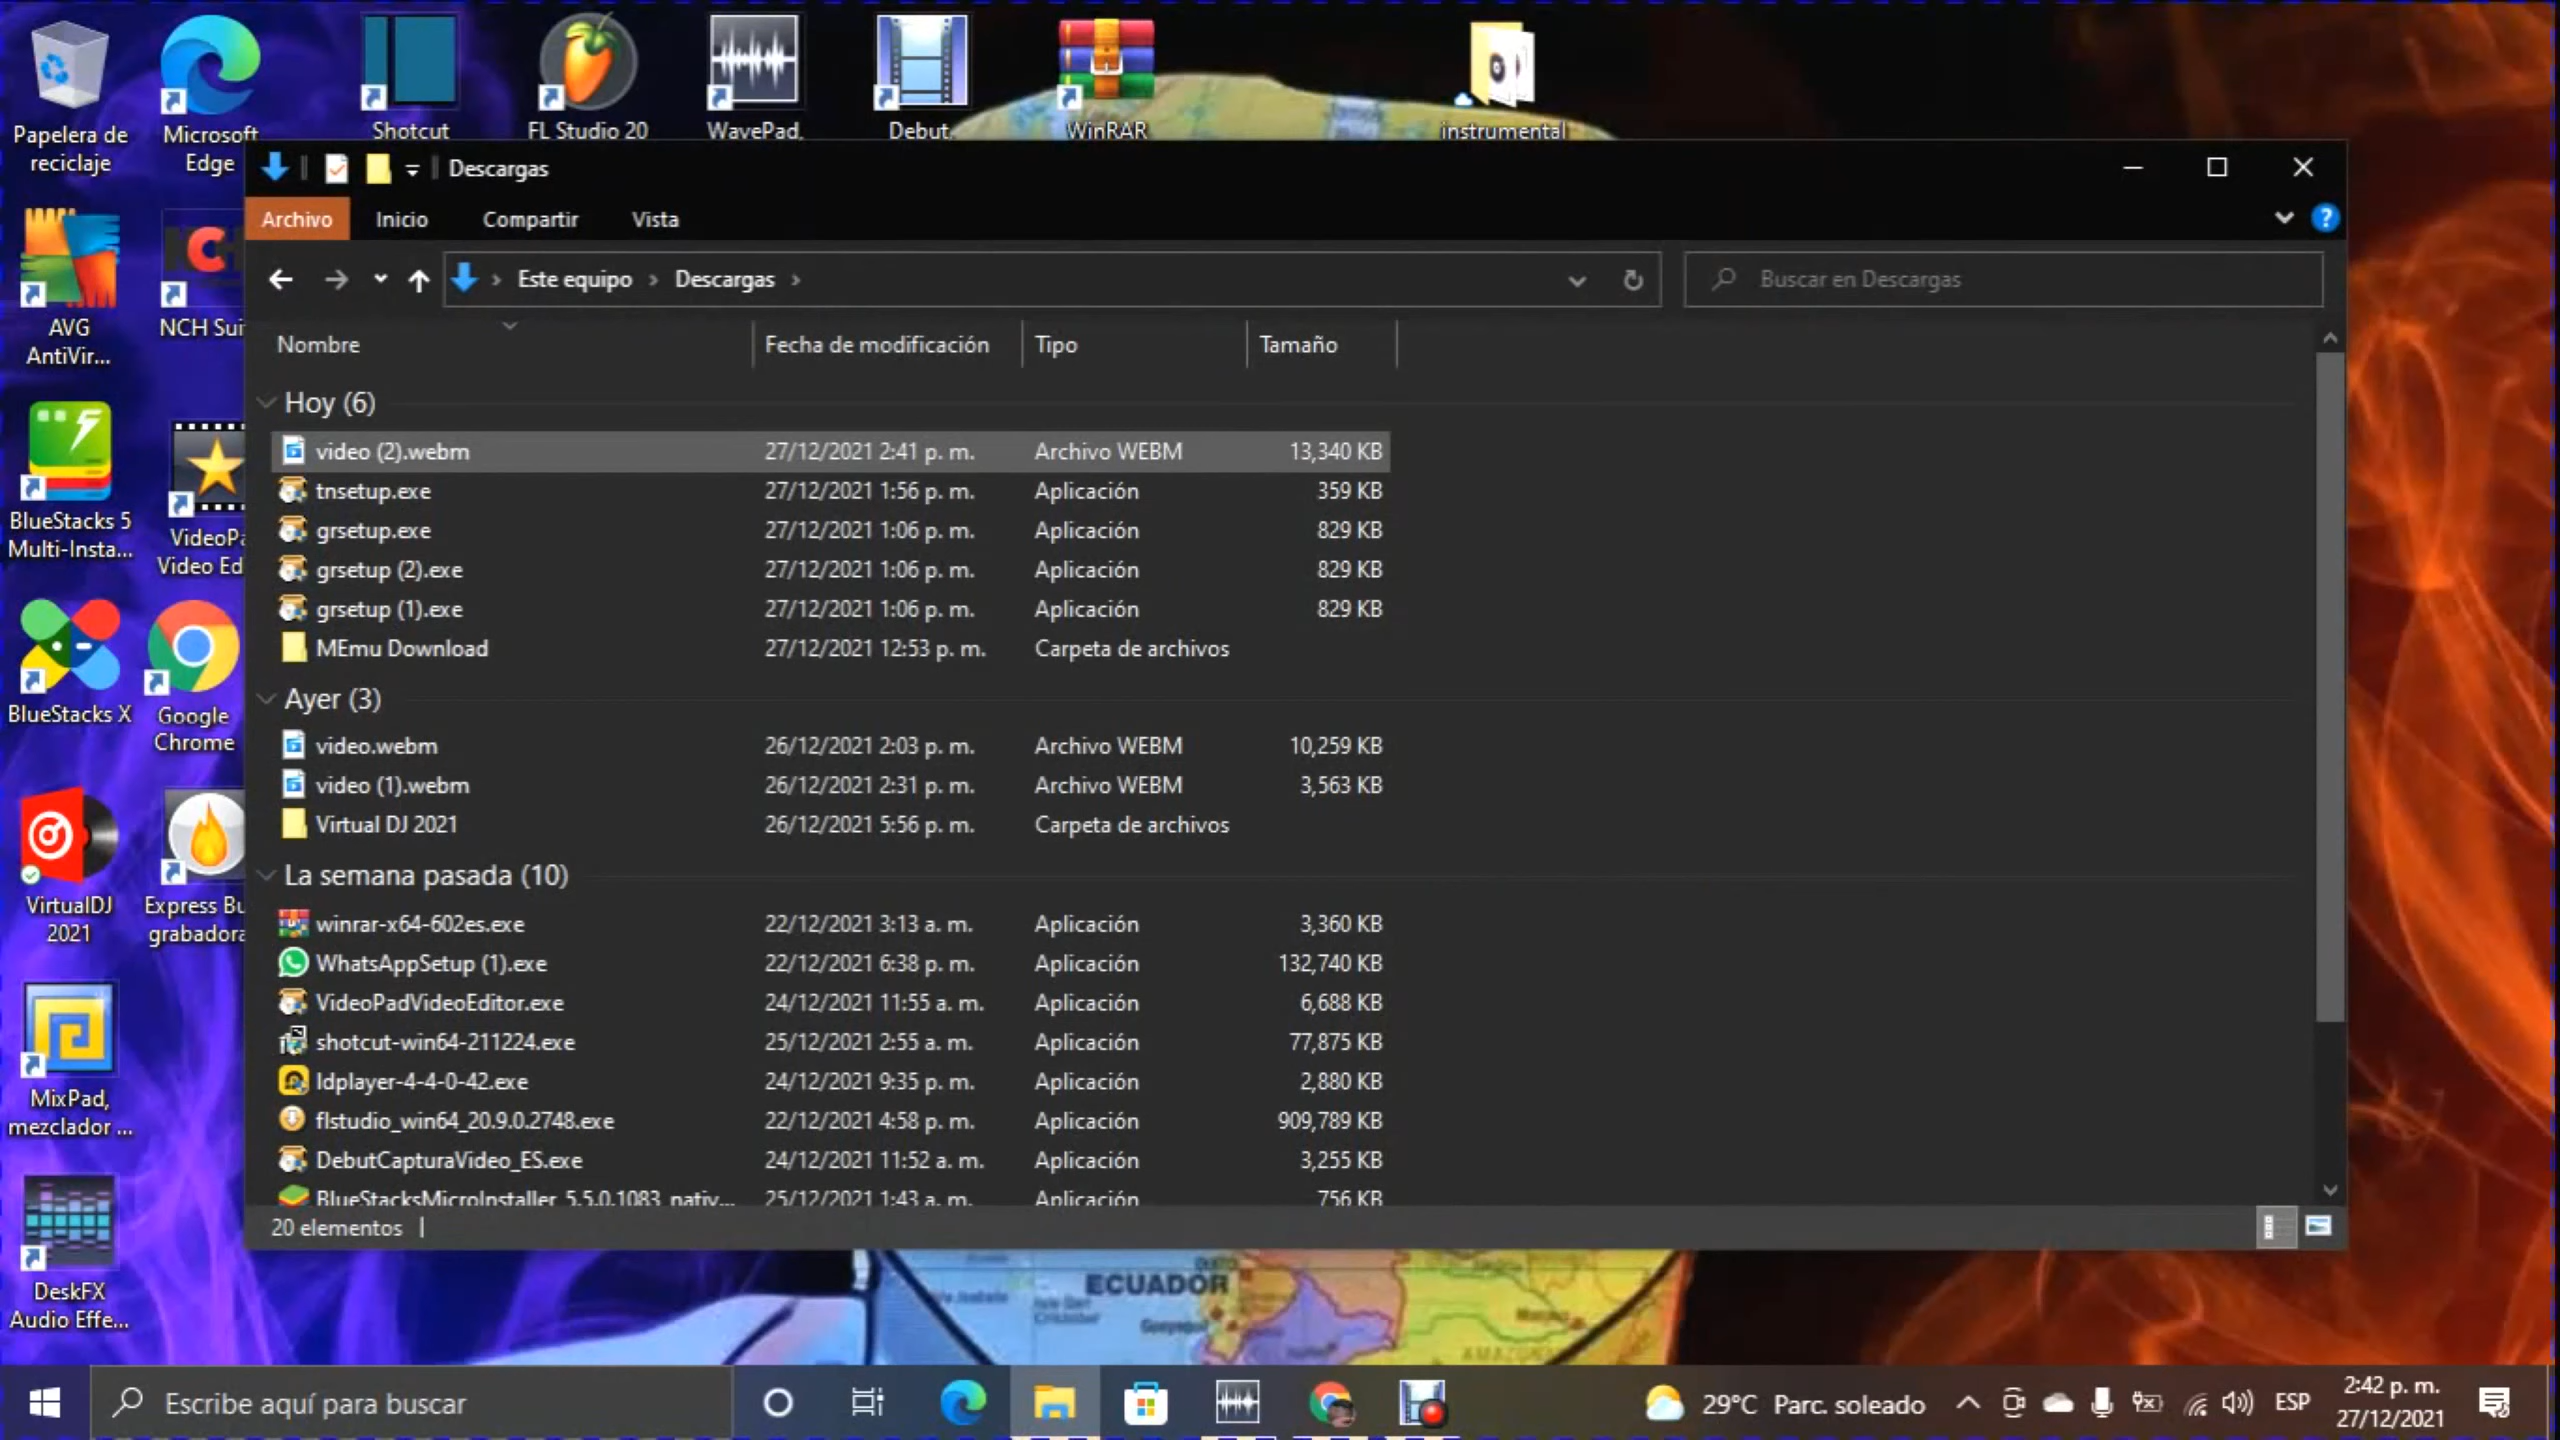 Papelera de
reciclaje
Microsoft
Edge
Shotcut
FL Studio 20
WavePad,
Debut,
WinRAR
instrumental
AVG
AntiVir...
NCH Sui
BlueStacks 5
Multi-Insta...
VideoPa
Video Ed
BlueStacks X
Google
Chrome
VirtualDJ
2021
Express Bu
grabadora
MixPad,
mezclador ...
DeskFX
Audio Effe...
Descargas
Archivo Inicio Compartir Vista
Este equipo > Descargas >
Buscar en Descargas
Nombre Fecha de modificación Tipo Tamaño
Hoy (6)
video (2).webm 27/12/2021 2:41 p. m. Archivo WEBM 13,340 KB
tnsetup.exe 27/12/2021 1:56 p. m. Aplicación 359 KB
grsetup.exe 27/12/2021 1:06 p. m. Aplicación 829 KB
grsetup (2).exe 27/12/2021 1:06 p. m. Aplicación 829 KB
grsetup (1).exe 27/12/2021 1:06 p. m. Aplicación 829 KB
MEmu Download 27/12/2021 12:53 p. m. Carpeta de archivos
Ayer (3)
video.webm 26/12/2021 2:03 p. m. Archivo WEBM 10,259 KB
video (1).webm 26/12/2021 2:31 p. m. Archivo WEBM 3,563 KB
Virtual DJ 2021 26/12/2021 5:56 p. m. Carpeta de archivos
La semana pasada (10)
winrar-x64-602es.exe 22/12/2021 3:13 a. m. Aplicación 3,360 KB
WhatsAppSetup (1).exe 22/12/2021 6:38 p. m. Aplicación 132,740 KB
VideoPadVideoEditor.exe 24/12/2021 11:55 a. m. Aplicación 6,688 KB
shotcut-win64-211224.exe 25/12/2021 2:55 a. m. Aplicación 77,875 KB
ldplayer-4-4-0-42.exe 24/12/2021 9:35 p. m. Aplicación 2,880 KB
flstudio_win64_20.9.0.2748.exe 22/12/2021 4:58 p. m. Aplicación 909,789 KB
DebutCapturaVideo_ES.exe 24/12/2021 11:52 a. m. Aplicación 3,255 KB
BlueStacksMicroInstaller_5.5.0.1083_nativ... 25/12/2021 1:43 a. m. Aplicación 756 KB
20 elementos
ECUADOR
Escribe aquí para buscar
29°C Parc. soleado
ESP
2:42 p. m.
27/12/2021